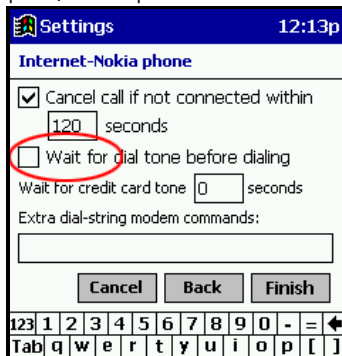 Settings 12:13p
Internet-Nokia phone
Cancel call if not connected within
120 seconds
Wait for dial tone before dialing
Wait for credit card tone 0 seconds
Extra dial-string modem commands:
Cancel Back Finish
123 1 2 3 4 5 6 7 8 9 0 - =
Tab q w e r t y u i o p [ ]